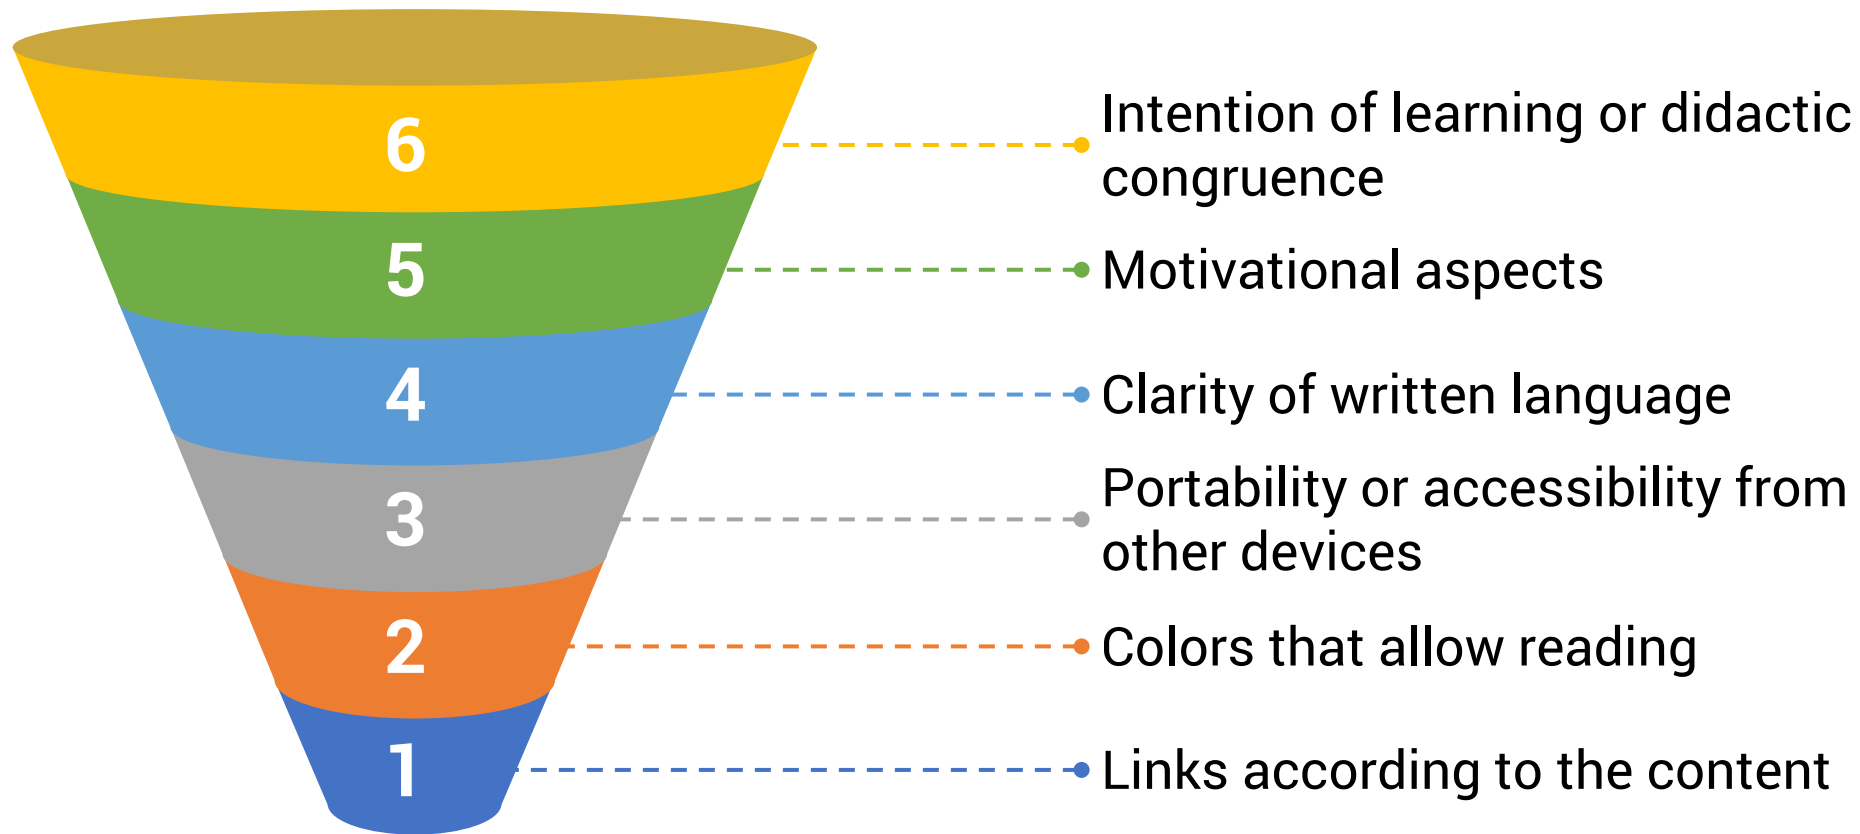 6
Intention of learning or didactic
congruence
5
Motivational aspects
4
Clarity of written language
3
Portability or accessibility from
other devices
2
Colors that allow reading
1
Links according to the content